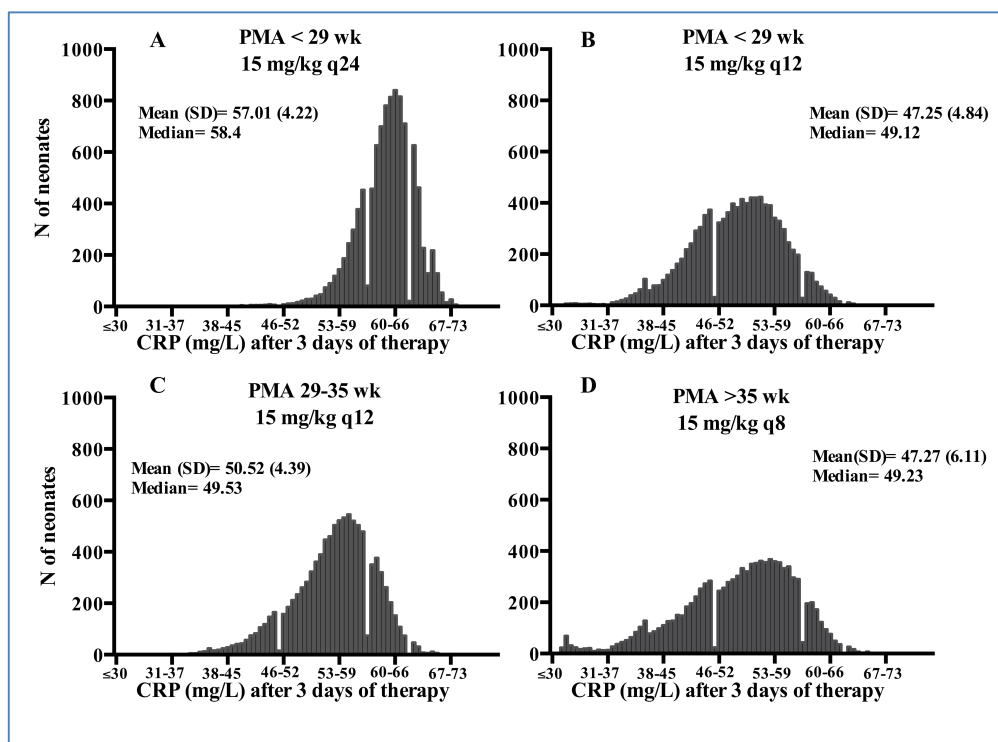 A
PMA < 29 wk
15 mg/kg q24
Mean (SD)= 57.01 (4.22)
Median= 58.4
N of neonates
1000
800
600
400
200
0
≤30 31-37 38-45 46-52 53-59 60-66 67-73
CRP (mg/L) after 3 days of therapy
B
PMA < 29 wk
15 mg/kg q12
Mean (SD)= 47.25 (4.84)
Median= 49.12
1000
800
600
400
200
0
≤30 31-37 38-45 46-52 53-59 60-66 67-73
CRP (mg/L) after 3 days of therapy
C
PMA 29-35 wk
15 mg/kg q12
Mean (SD)= 50.52 (4.39)
Median= 49.53
N of neonates
1000
800
600
400
200
0
≤30 31-37 38-45 46-52 53-59 60-66 67-73
CRP (mg/L) after 3 days of therapy
D
PMA >35 wk
15 mg/kg q8
Mean(SD)= 47.27 (6.11)
Median= 49.23
1000
800
600
400
200
0
≤30 31-37 38-45 46-52 53-59 60-66 67-73
CRP (mg/L) after 3 days of therapy